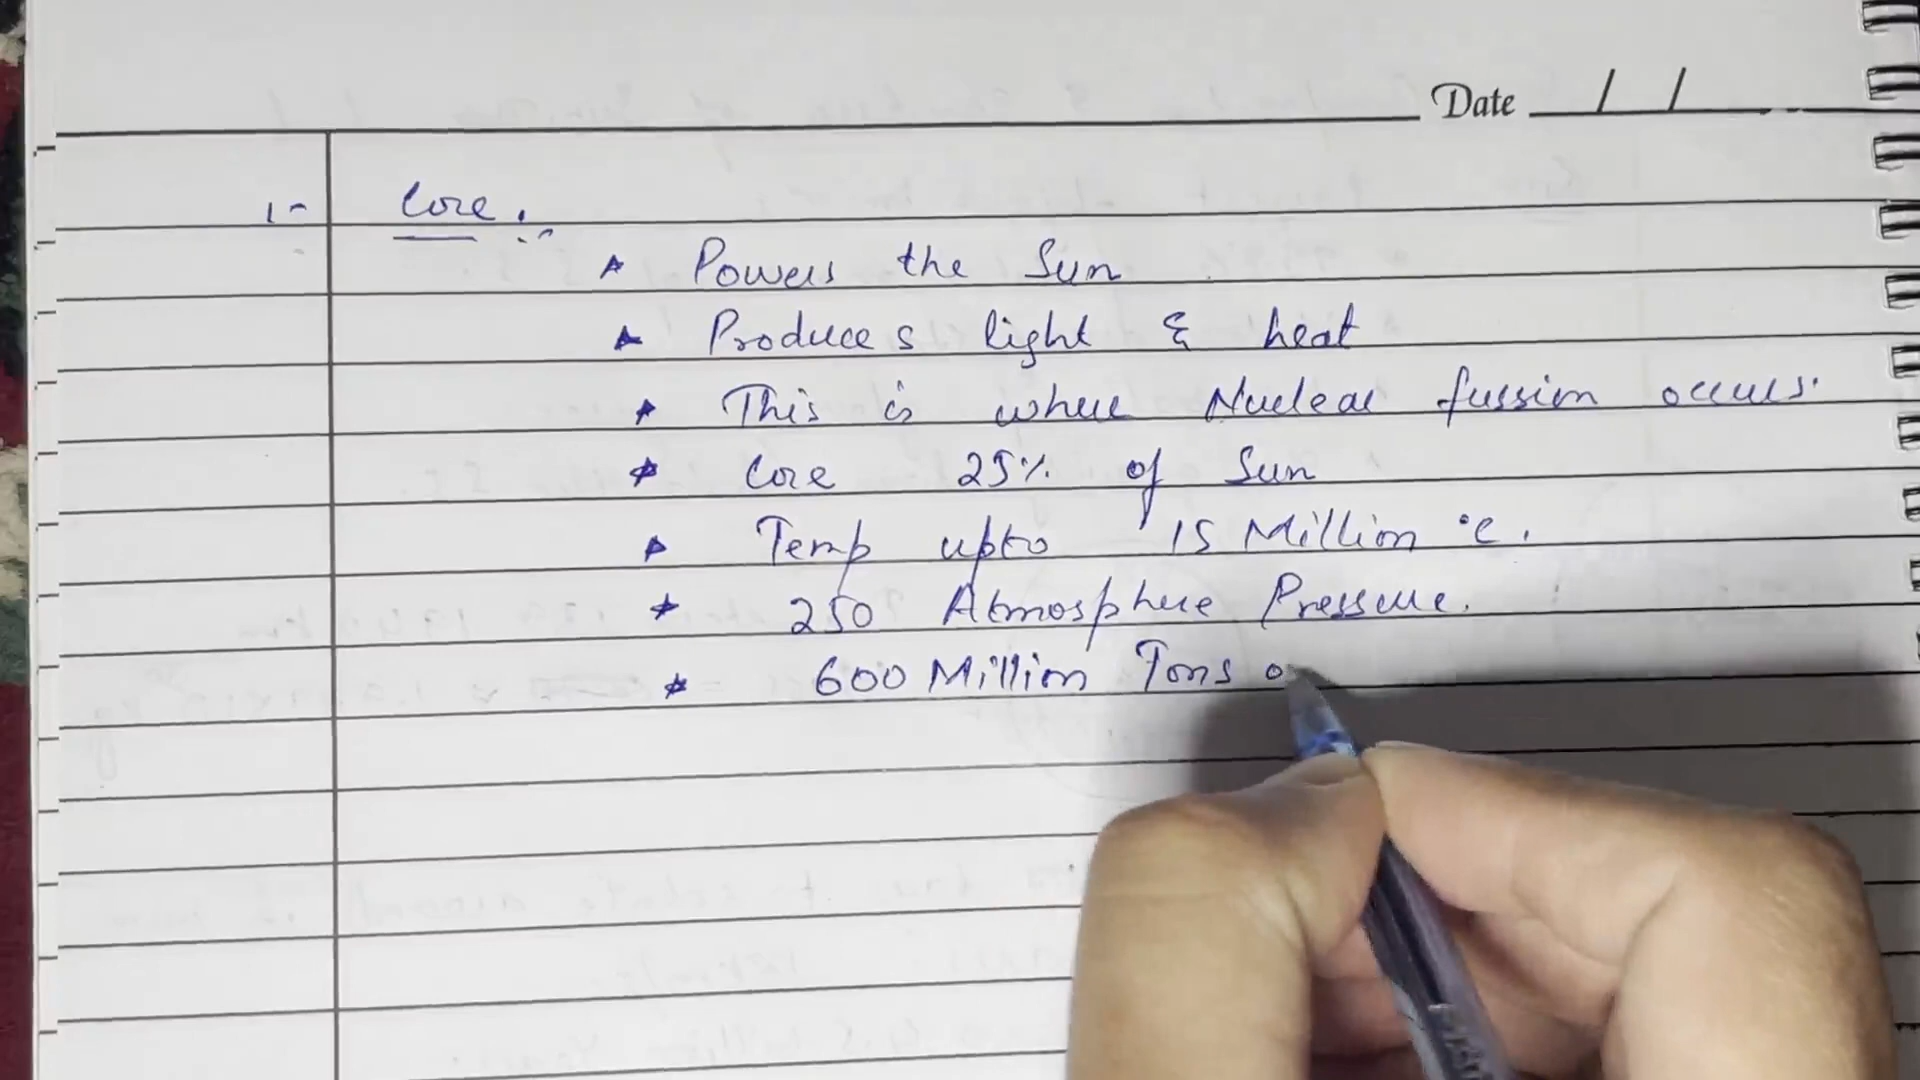 Date / /
1- Core :-
Powers the Sun
Produces light & heat
This is where Nuclear fussion occurs.
Core 25% of Sun
Temp upto 15 Million °C.
250 Atmosphere Pressure.
600 Million Tons o